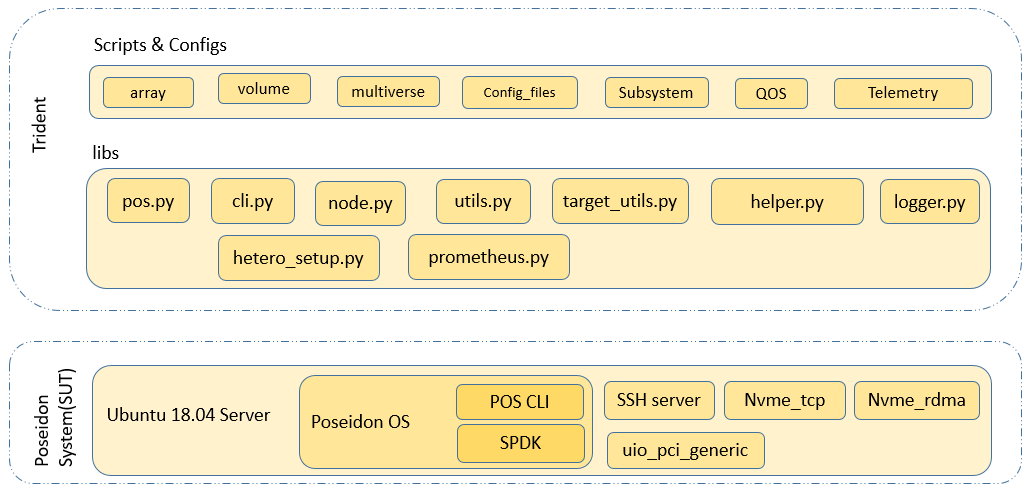 Trident
Scripts & Configs
array
volume
multiverse
Config_files
Subsystem
QOS
Telemetry
libs
pos.py
cli.py
node.py
utils.py
target_utils.py
helper.py
logger.py
hetero_setup.py
prometheus.py
Poseidon
System(SUT)
Ubuntu 18.04 Server
Poseidon OS
POS CLI
SPDK
SSH server
Nvme_tcp
Nvme_rdma
uio_pci_generic